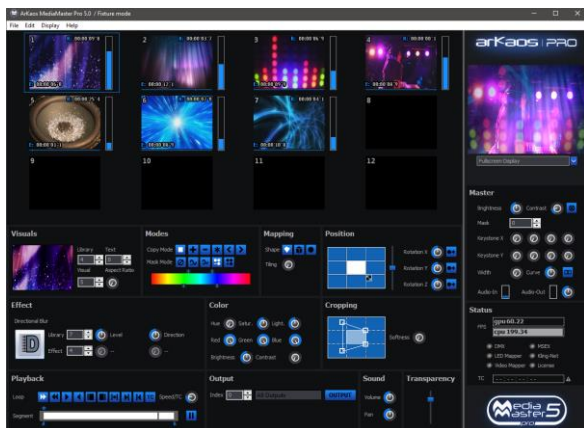 ArKaos MediaMaster Pro 5.0 / Fixture mode
File Edit Display Help
1
2
3
4
5
6
7
8
9
10
11
12
arKaos PRO
Fullscreen Display
Master
Brightness Contrast
Mask
Keystone X
Keystone Y
Width Curve
Audio-In Audio-Out
Visuals
Library Text
Visual Aspect Ratio
Modes
Copy Mode
Mask Mode
Mapping
Shape
Tiling
Position
Rotation X
Rotation Y
Rotation Z
Effect
Directional Blur
Library Level Direction
Effect
Color
Hue Satur. Light.
Red Green Blue
Brightness Contrast
Cropping
Softness
Status
FPS
gpu 60.22
cpu 199.34
DMX MSEX
LED Mapper Kling-Net
Video Mapper License
TC
Playback
Loop Speed/TC
Segment
Output
Index 0 All Outputs OUTPUT
Sound
Volume
Pan
Transparency
Media Master 5 pro